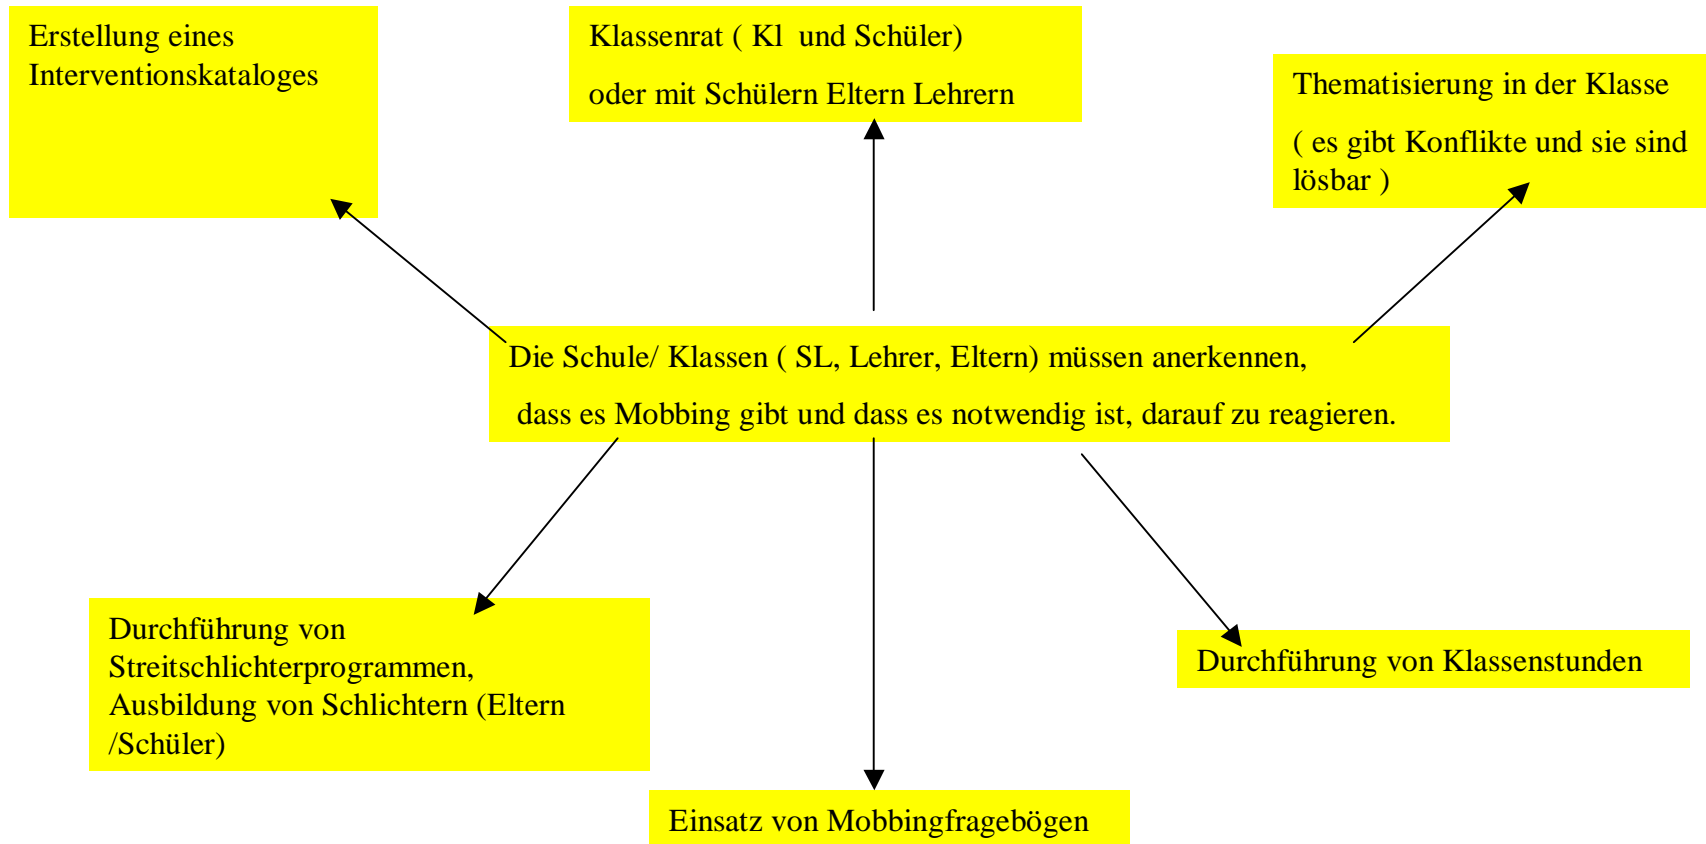 Erstellung eines
Interventionskataloges
Klassenrat ( Kl und Schüler)
oder mit Schülern Eltern Lehrern
Thematisierung in der Klasse
( es gibt Konflikte und sie sind
lösbar )
Die Schule/ Klassen ( SL, Lehrer, Eltern) müssen anerkennen,
dass es Mobbing gibt und dass es notwendig ist, darauf zu reagieren.
Durchführung von
Streitschlichterprogrammen,
Ausbildung von Schlichtern (Eltern
/Schüler)
Durchführung von Klassenstunden
Einsatz von Mobbingfragebögen